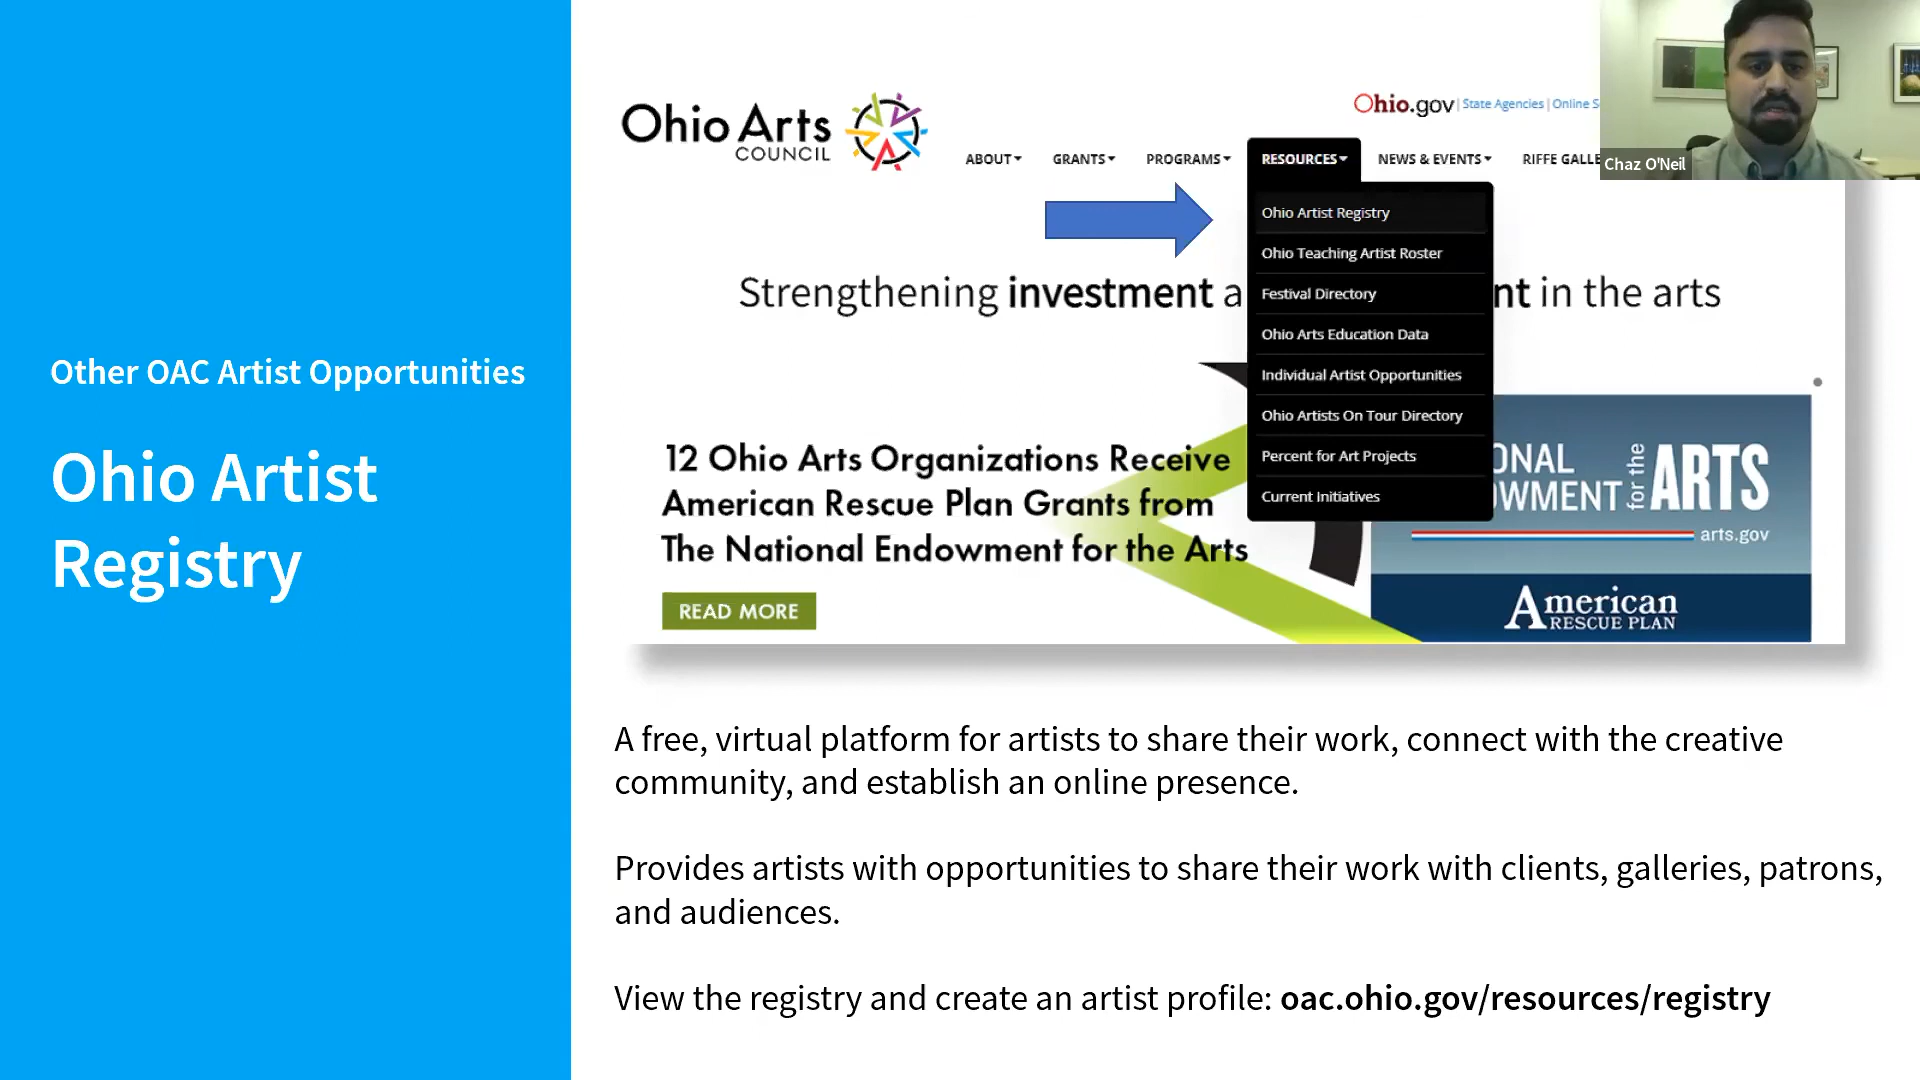 Other OAC Artist Opportunities
Ohio Artist
Registry
Ohio Arts
COUNCIL
Ohio.gov | State Agencies | Online
ABOUT
GRANTS
PROGRAMS
RESOURCES
NEWS & EVENTS
RIFFE GALLE
Chaz O'Neil
Ohio Artist Registry
Ohio Teaching Artist Roster
Festival Directory
Ohio Arts Education Data
Individual Artist Opportunities
Ohio Artists On Tour Directory
Percent for Art Projects
Current Initiatives
Strengthening investment a nt in the arts
12 Ohio Arts Organizations Receive
American Rescue Plan Grants from
The National Endowment for the Arts
READ MORE
ONAL
OWMENT for the ARTS
arts.gov
American
RESCUE PLAN
A free, virtual platform for artists to share their work, connect with the creative
community, and establish an online presence.
Provides artists with opportunities to share their work with clients, galleries, patrons,
and audiences.
View the registry and create an artist profile: oac.ohio.gov/resources/registry